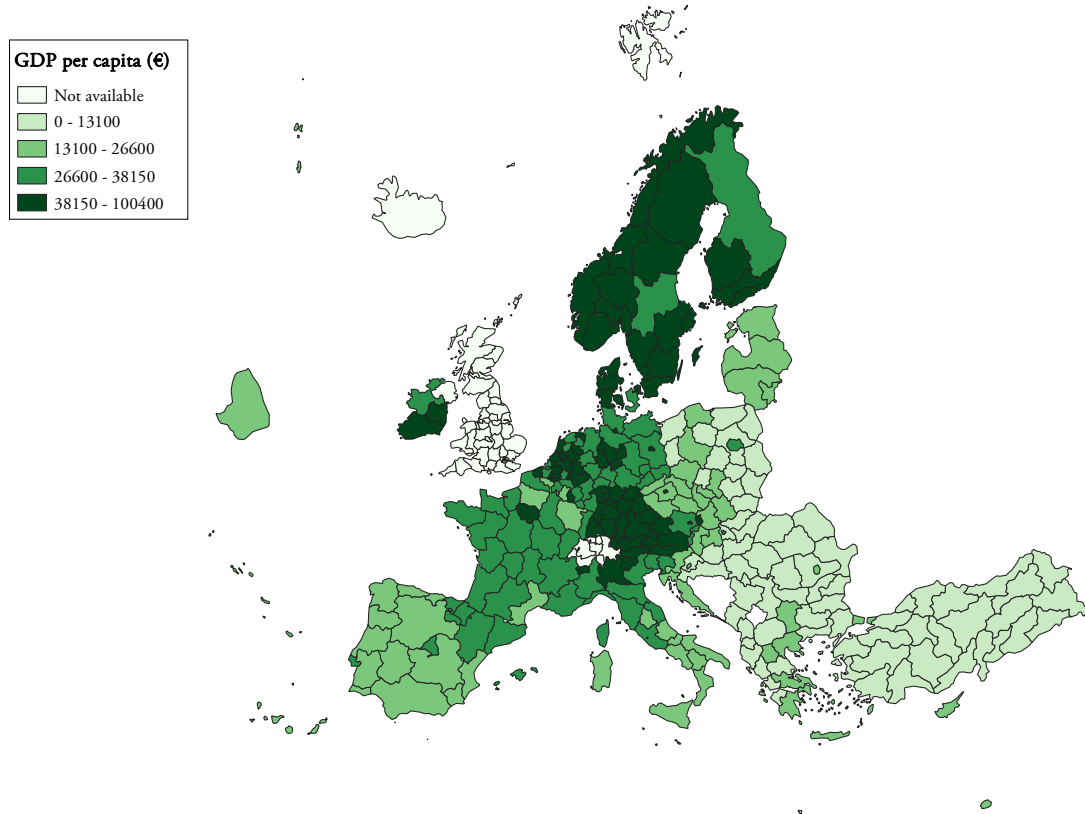 GDP per capita (€)
Not available
0 - 13100
13100 - 26600
26600 - 38150
38150 - 100400